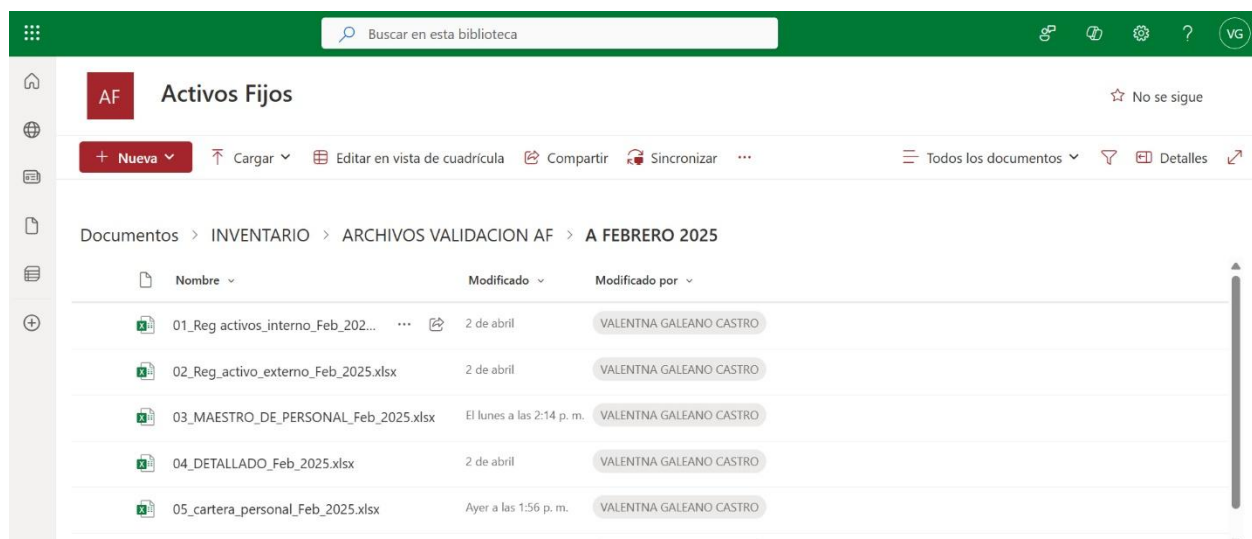 Buscar en esta biblioteca
? VG
AF Activos Fijos No se sigue
+ Nueva Cargar Editar en vista de cuadrícula Compartir Sincronizar ... Todos los documentos Detalles
Documentos > INVENTARIO > ARCHIVOS VALIDACION AF > A FEBRERO 2025
Nombre Modificado Modificado por
01_Reg activos_interno_Feb_202... ... 2 de abril VALENTNA GALEANO CASTRO
02_Reg_activo_externo_Feb_2025.xlsx 2 de abril VALENTNA GALEANO CASTRO
03_MAESTRO_DE_PERSONAL_Feb_2025.xlsx El lunes a las 2:14 p. m. VALENTNA GALEANO CASTRO
04_DETALLADO_Feb_2025.xlsx 2 de abril VALENTNA GALEANO CASTRO
05_cartera_personal_Feb_2025.xlsx Ayer a las 1:56 p. m. VALENTNA GALEANO CASTRO